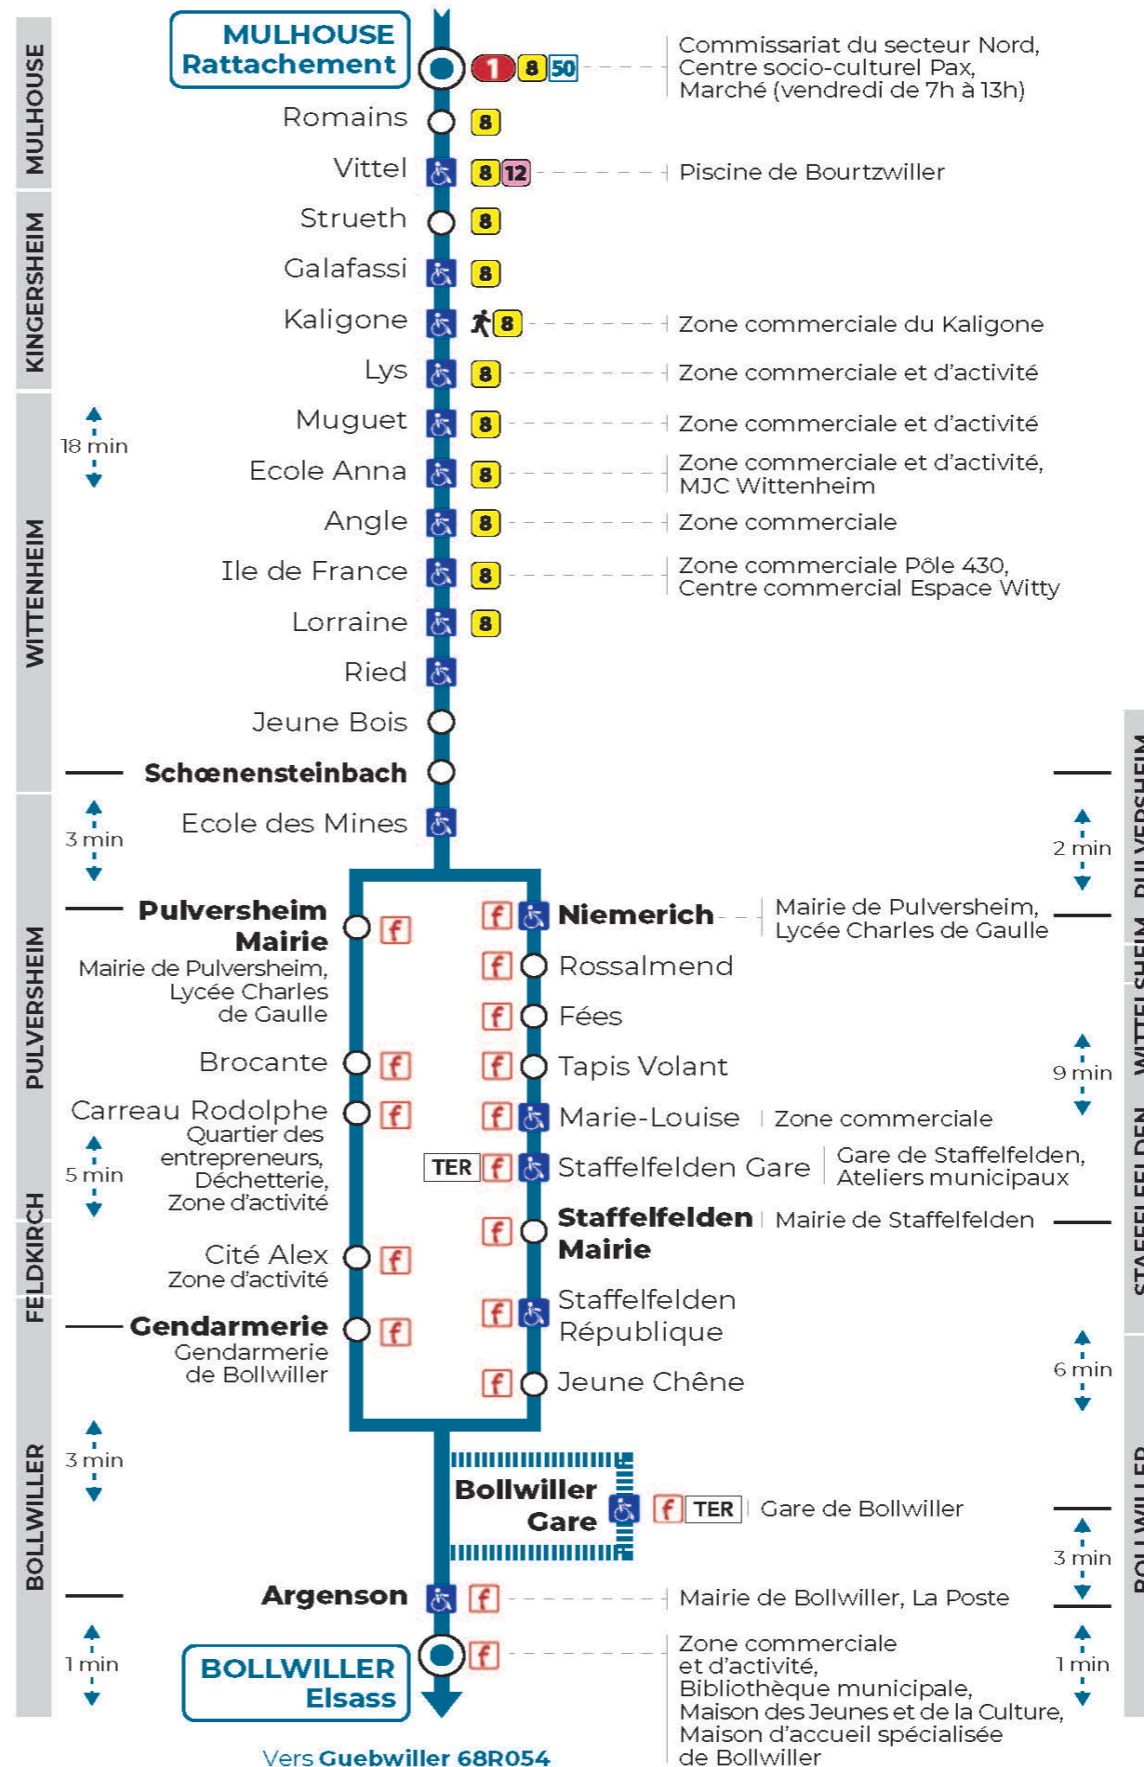 MULHOUSE
MULHOUSE
Rattachement
1 8 50
Commissariat du secteur Nord,
Centre socio-culturel Pax,
Marché (vendredi de 7h à 13h)
Romains
8
Vittel
8 12
Piscine de Bourtzwiller
KINGERSHEIM
Strueth
8
Galafassi
8
Kaligone
8
Zone commerciale du Kaligone
Lys
8
Zone commerciale et d'activité
WITTENHEIM
18 min
Muguet
8
Zone commerciale et d'activité
Ecole Anna
8
Zone commerciale et d'activité,
MJC Wittenheim
Angle
8
Zone commerciale
Ile de France
8
Zone commerciale Pôle 430,
Centre commercial Espace Witty
Lorraine
8
Ried
Jeune Bois
Schœnensteinbach
PULVERSHEIM
3 min
Ecole des Mines
Pulversheim
Mairie
f
Mairie de Pulversheim,
Lycée Charles
de Gaulle
Brocante
f
Carreau Rodolphe
f
Quartier des
entrepreneurs,
Déchetterie,
Zone d'activité
5 min
FELDKIRCH
Cité Alex
f
Zone d'activité
BOLLWILLER
Gendarmerie
f
Gendarmerie
de Bollwiller
3 min
PULVERSHEIM
2 min
f
Niemerich
Mairie de Pulversheim,
Lycée Charles de Gaulle
WITTELSHEIM
f
Rossalmend
f
Fées
f
Tapis Volant
9 min
STAFFELFELDEN
f
Marie-Louise
Zone commerciale
TER f
Staffelfelden Gare
Gare de Staffelfelden,
Ateliers municipaux
f
Staffelfelden
Mairie
Mairie de Staffelfelden
f
Staffelfelden
République
f
Jeune Chêne
6 min
BOLLWILLER
Bollwiller
Gare
f TER
Gare de Bollwiller
3 min
Argenson
f
Mairie de Bollwiller, La Poste
1 min
1 min
BOLLWILLER
Elsass
f
Zone commerciale
et d'activité,
Bibliothèque municipale,
Maison des Jeunes et de la Culture,
Maison d'accueil spécialisée
de Bollwiller
Vers Guebwiller 68R054